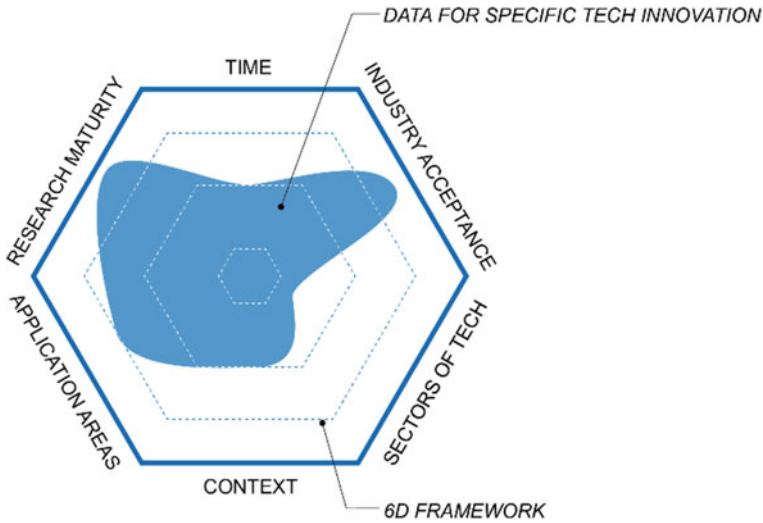 DATA FOR SPECIFIC TECH INNOVATION
TIME
RESEARCH MATURITY
INDUSTRY ACCEPTANCE
APPLICATION AREAS
SECTORS OF TECH
CONTEXT
6D FRAMEWORK